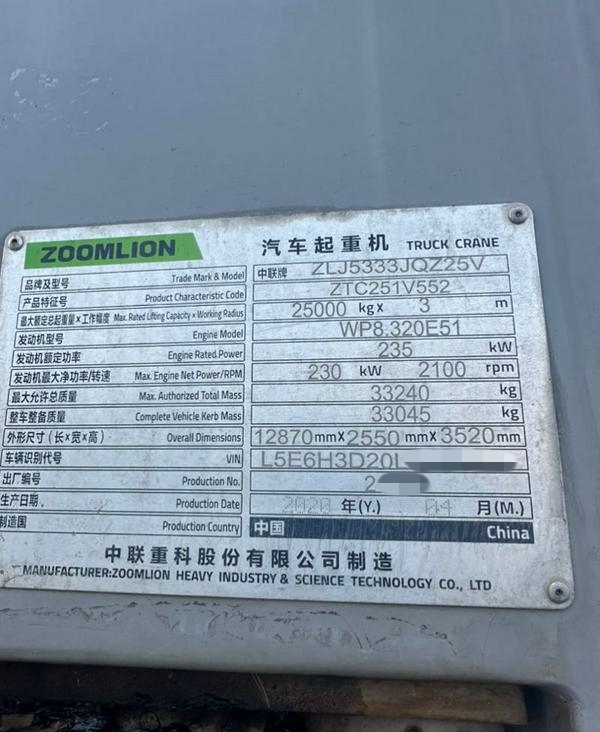 ZOOMLION 汽车起重机 TRUCK CRANE
品牌及型号 Trade Mark & Model 中联牌 ZLJ5333JQZ25V
产品特征号 Product Characteristic Code ZTC251V552
最大额定总起重量×工作幅度 Max. Rated Lifting Capacity × Working Radius 25000 kg× 3 m
发动机型号 Engine Model WP8.320E51
发动机额定功率 Engine Rated Power 235 kW
发动机最大净功率/转速 Max. Engine Net Power/RPM 230 kW 2100 rpm
最大允许总质量 Max. Authorized Total Mass 33240 kg
整车整备质量 Complete Vehicle Kerb Mass 33045 kg
外形尺寸（长×宽×高） Overall Dimensions 12870mm×2550mm×3520mm
车辆识别代号 VIN L5E6H3D20L
出厂编号 Production No. 2
生产日期 Production Date 2020 年(Y.) 04 月(M.)
制造国 Production Country 中国 China
中联重科股份有限公司制造
MANUFACTURER:ZOOMLION HEAVY INDUSTRY & SCIENCE TECHNOLOGY CO., LTD